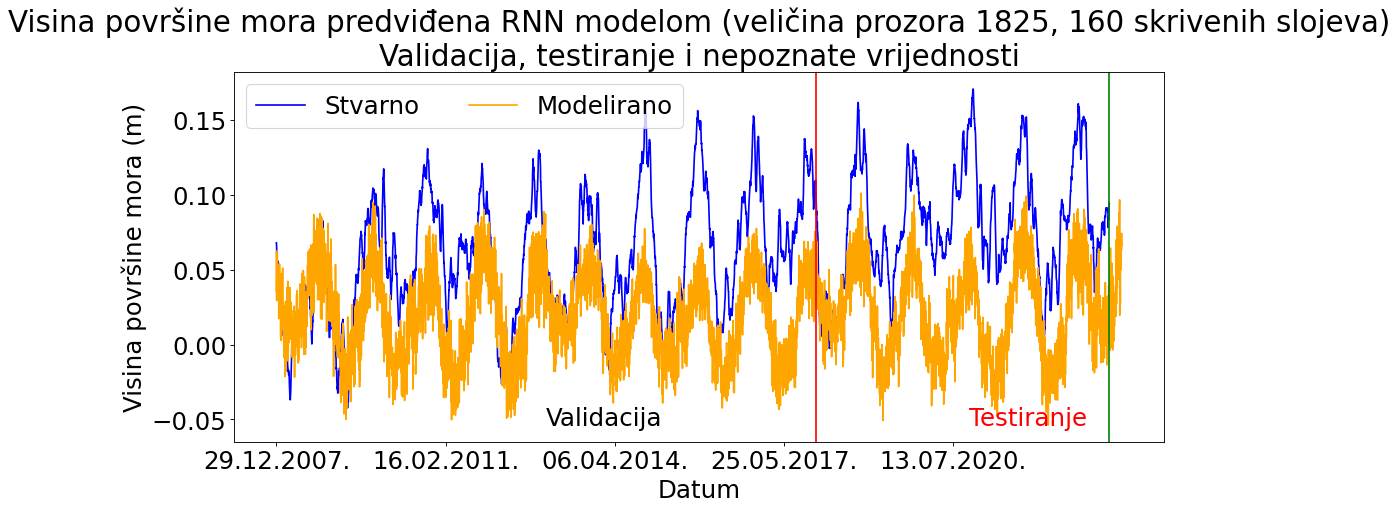 Visina površine mora predviđena RNN modelom (veličina prozora 1825, 160 skrivenih slojeva)
Validacija, testiranje i nepoznate vrijednosti
Stvarno
Modelirano
Visina površine mora (m)
0.15
0.10
0.05
0.00
−0.05
Validacija
Testiranje
29.12.2007.
16.02.2011.
06.04.2014.
25.05.2017.
13.07.2020.
Datum